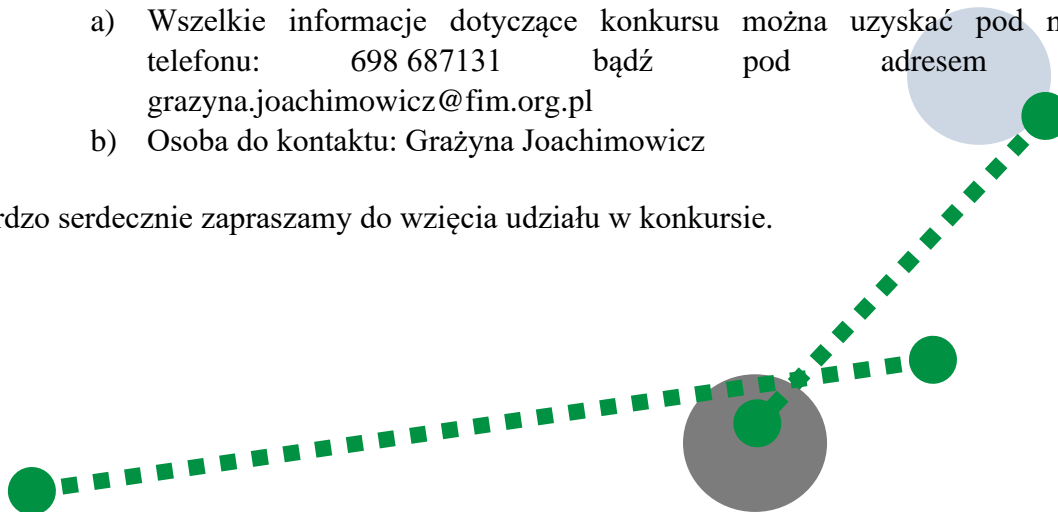 a) Wszelkie informacje dotyczące konkursu można uzyskać pod
telefonu: 698 687131 bądź pod adresem
grazyna.joachimowicz@fim.org.pl
b) Osoba do kontaktu: Grażyna Joachimowicz
serdecznie zapraszamy do wzięcia udziału w konkursie.